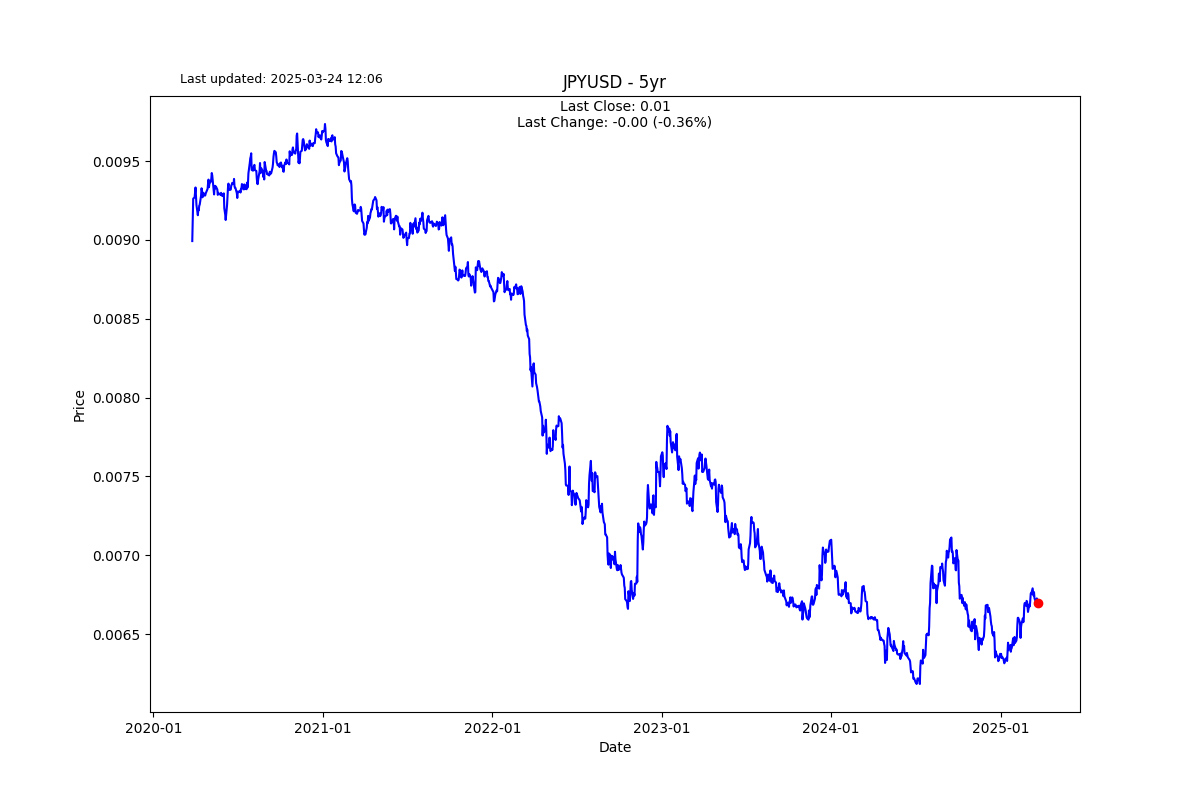 Last updated: 2025-03-24 12:06
JPYUSD - 5yr
Last Close: 0.01
Last Change: -0.00 (-0.36%)
Price
0.0095
0.0090
0.0085
0.0080
0.0075
0.0070
0.0065
2020-01
2021-01
2022-01
2023-01
2024-01
2025-01
Date